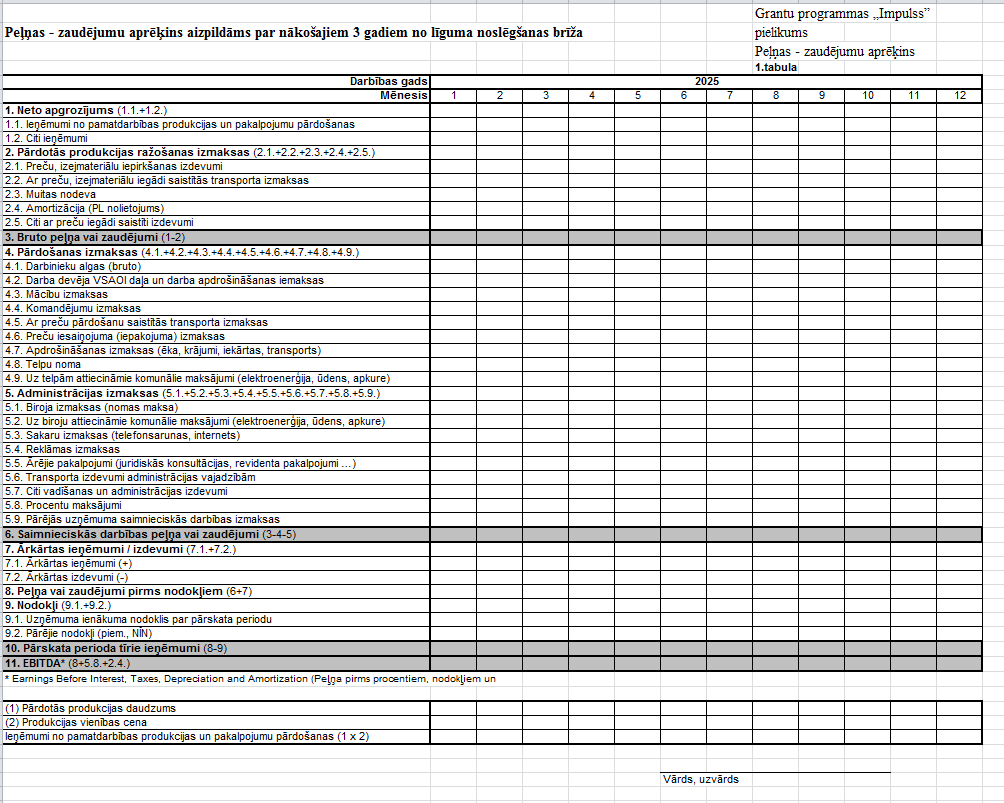 Grantu programmas „Impulss”
Peļņas - zaudējumu aprēķins aizpildāms par nākošajiem 3 gadiem no līguma noslēgšanas brīža
pielikums
Peļņas - zaudējumu aprēķins
1.tabula
Darbības gads 2025
Mēnesis 1 2 3 4 5 6 7 8 9 10 11 12
1. Neto apgrozījums (1.1.+1.2.)
1.1. Ieņēmumi no pamatdarbības produkcijas un pakalpojumu pārdošanas
1.2. Citi ieņēmumi
2. Pārdotās produkcijas ražošanas izmaksas (2.1.+2.2.+2.3.+2.4.+2.5.)
2.1. Preču, izejmateriālu iepirkšanas izdevumi
2.2. Ar preču, izejmateriālu iegādi saistītās transporta izmaksas
2.3. Muitas nodeva
2.4. Amortizācija (PL nolietojums)
2.5. Citi ar preču iegādi saistīti izdevumi
3. Bruto peļņa vai zaudējumi (1-2)
4. Pārdošanas izmaksas (4.1.+4.2.+4.3.+4.4.+4.5.+4.6.+4.7.+4.8.+4.9.)
4.1. Darbinieku algas (bruto)
4.2. Darba devēja VSAOI daļa un darba apdrošināšanas iemaksas
4.3. Mācību izmaksas
4.4. Komandējumu izmaksas
4.5. Ar preču pārdošanu saistītās transporta izmaksas
4.6. Preču iesaiņojuma (iepakojuma) izmaksas
4.7. Apdrošināšanas izmaksas (ēka, krājumi, iekārtas, transports)
4.8. Telpu noma
4.9. Uz telpām attiecināmie komunālie maksājumi (elektroenerģija, ūdens, apkure)
5. Administrācijas izmaksas (5.1.+5.2.+5.3.+5.4.+5.5.+5.6.+5.7.+5.8.+5.9.)
5.1. Biroja izmaksas (nomas maksa)
5.2. Uz biroju attiecināmie komunālie maksājumi (elektroenerģija, ūdens, apkure)
5.3. Sakaru izmaksas (telefonsarunas, internets)
5.4. Reklāmas izmaksas
5.5. Ārējie pakalpojumi (juridiskās konsultācijas, revidenta pakalpojumi ...)
5.6. Transporta izdevumi administrācijas vajadzībām
5.7. Citi vadīšanas un administrācijas izdevumi
5.8. Procentu maksājumi
5.9. Pārējās uzņēmuma saimnieciskās darbības izmaksas
6. Saimnieciskās darbības peļņa vai zaudējumi (3-4-5)
7. Ārkārtas ieņēmumi / izdevumi (7.1.+7.2.)
7.1. Ārkārtas ieņēmumi (+)
7.2. Ārkārtas izdevumi (-)
8. Peļņa vai zaudējumi pirms nodokļiem (6+7)
9. Nodokļi (9.1.+9.2.)
9.1. Uzņēmuma ienākuma nodoklis par pārskata periodu
9.2. Pārējie nodokļi (piem., NĪN)
10. Pārskata perioda tīrie ieņēmumi (8-9)
11. EBITDA* (8+5.8.+2.4.)
* Earnings Before Interest, Taxes, Depreciation and Amortization (Peļņa pirms procentiem, nodokļiem un
(1) Pārdotās produkcijas daudzums
(2) Produkcijas vienības cena
Ieņēmumi no pamatdarbības produkcijas un pakalpojumu pārdošanas (1 x 2)
Vārds, uzvārds